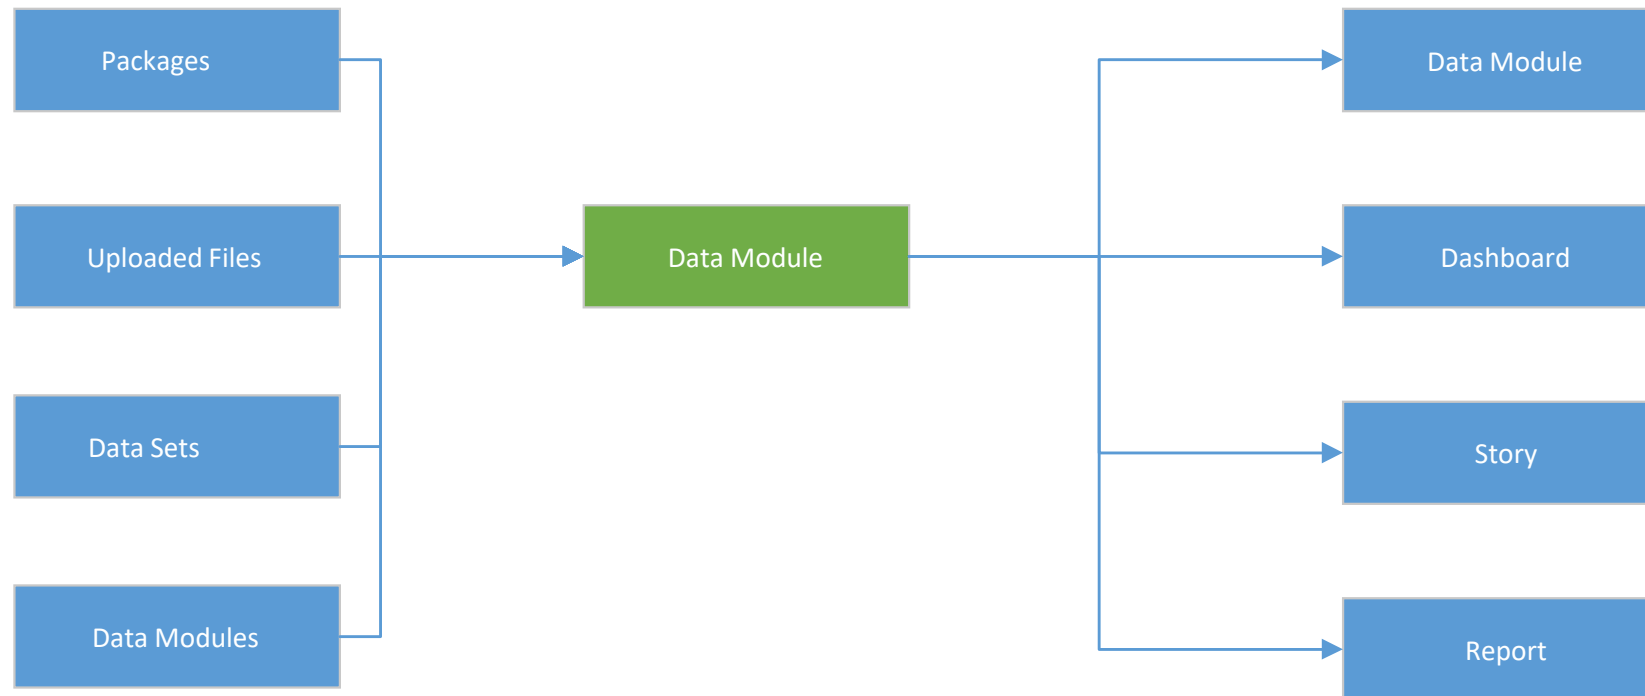 Packages
Uploaded Files
Data Sets
Data Modules
Data Module
Data Module
Dashboard
Story
Report